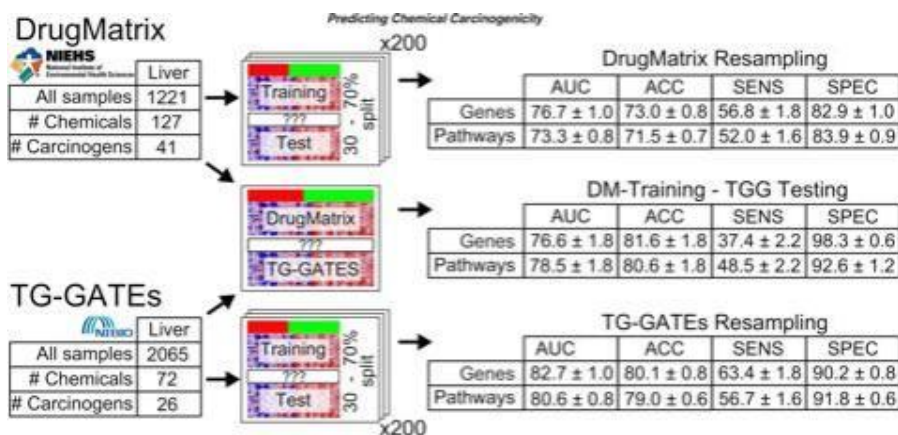 Predicting Chemical Carcinogenicity
DrugMatrix
NIEHS
National Institute of
Environmental Health Sciences
Liver
All samples 1221
# Chemicals 127
# Carcinogens 41
x200
Training
???
Test
30 - 70%
split
DrugMatrix Resampling
AUC ACC SENS SPEC
Genes 76.7 ± 1.0 73.0 ± 0.8 56.8 ± 1.8 82.9 ± 1.0
Pathways 73.3 ± 0.8 71.5 ± 0.7 52.0 ± 1.6 83.9 ± 0.9
DrugMatrix
???
TG-GATES
DM-Training - TGG Testing
AUC ACC SENS SPEC
Genes 76.6 ± 1.8 81.6 ± 1.8 37.4 ± 2.2 98.3 ± 0.6
Pathways 78.5 ± 1.8 80.6 ± 1.8 48.5 ± 2.2 92.6 ± 1.2
TG-GATEs
NIBIO
Liver
All samples 2065
# Chemicals 72
# Carcinogens 26
Training
???
Test
30 - 70%
split
x200
TG-GATEs Resampling
AUC ACC SENS SPEC
Genes 82.7 ± 1.0 80.1 ± 0.8 63.4 ± 1.8 90.2 ± 0.8
Pathways 80.6 ± 0.8 79.0 ± 0.6 56.7 ± 1.6 91.8 ± 0.6